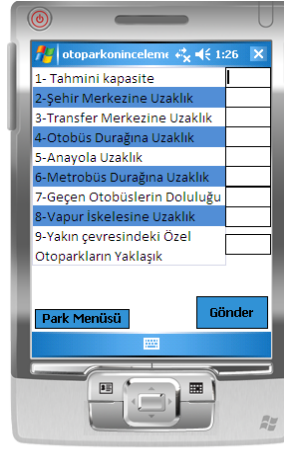 otoparkonincelem 1:26
1- Tahmini kapasite
2-Şehir Merkezine Uzaklık
3-Transfer Merkezine Uzaklık
4-Otobüs Durağına Uzaklık
5-Anayola Uzaklık
6-Metrobüs Durağına Uzaklık
7-Geçen Otobüslerin Doluluğu
8-Vapur İskelesine Uzaklık
9-Yakın çevresindeki Özel
Otoparkların Yaklaşık
Park Menüsü
Gönder